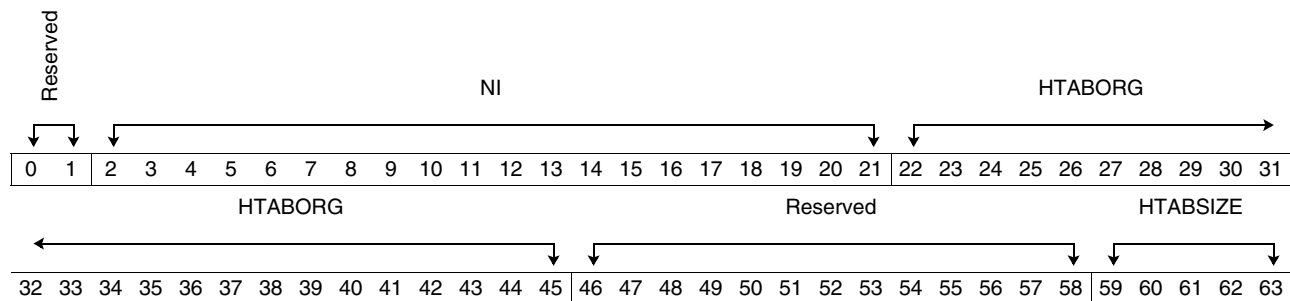 Reserved
NI HTABORG
0 1 2 3 4 5 6 7 8 9 10 11 12 13 14 15 16 17 18 19 20 21 22 23 24 25 26 27 28 29 30 31
HTABORG Reserved HTABSIZE
32 33 34 35 36 37 38 39 40 41 42 43 44 45 46 47 48 49 50 51 52 53 54 55 56 57 58 59 60 61 62 63